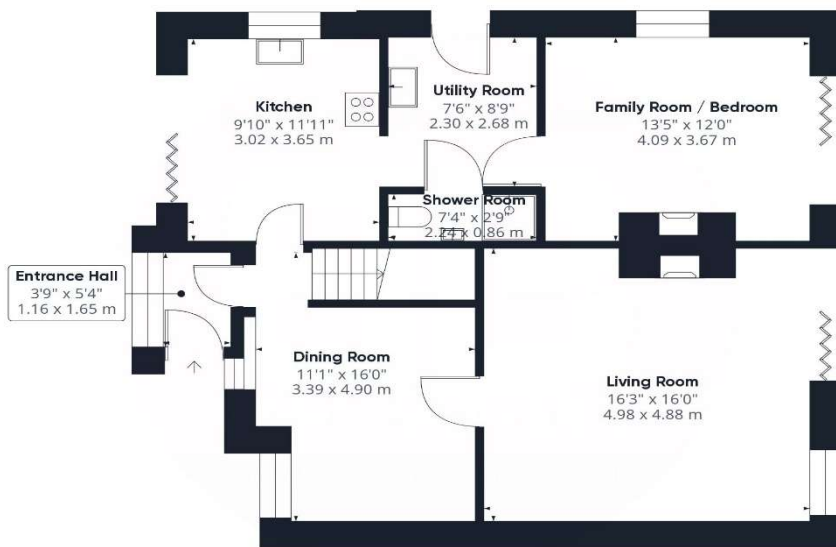 Kitchen
9'10" x 11'11"
3.02 x 3.65 m
Utility Room
7'6" x 8'9"
2.30 x 2.68 m
Family Room / Bedroom
13'5" x 12'0"
4.09 x 3.67 m
Shower Room
7'4" x 2'9"
2.24 x 0.86 m
Entrance Hall
3'9" x 5'4"
1.16 x 1.65 m
Dining Room
11'1" x 16'0"
3.39 x 4.90 m
Living Room
16'3" x 16'0"
4.98 x 4.88 m